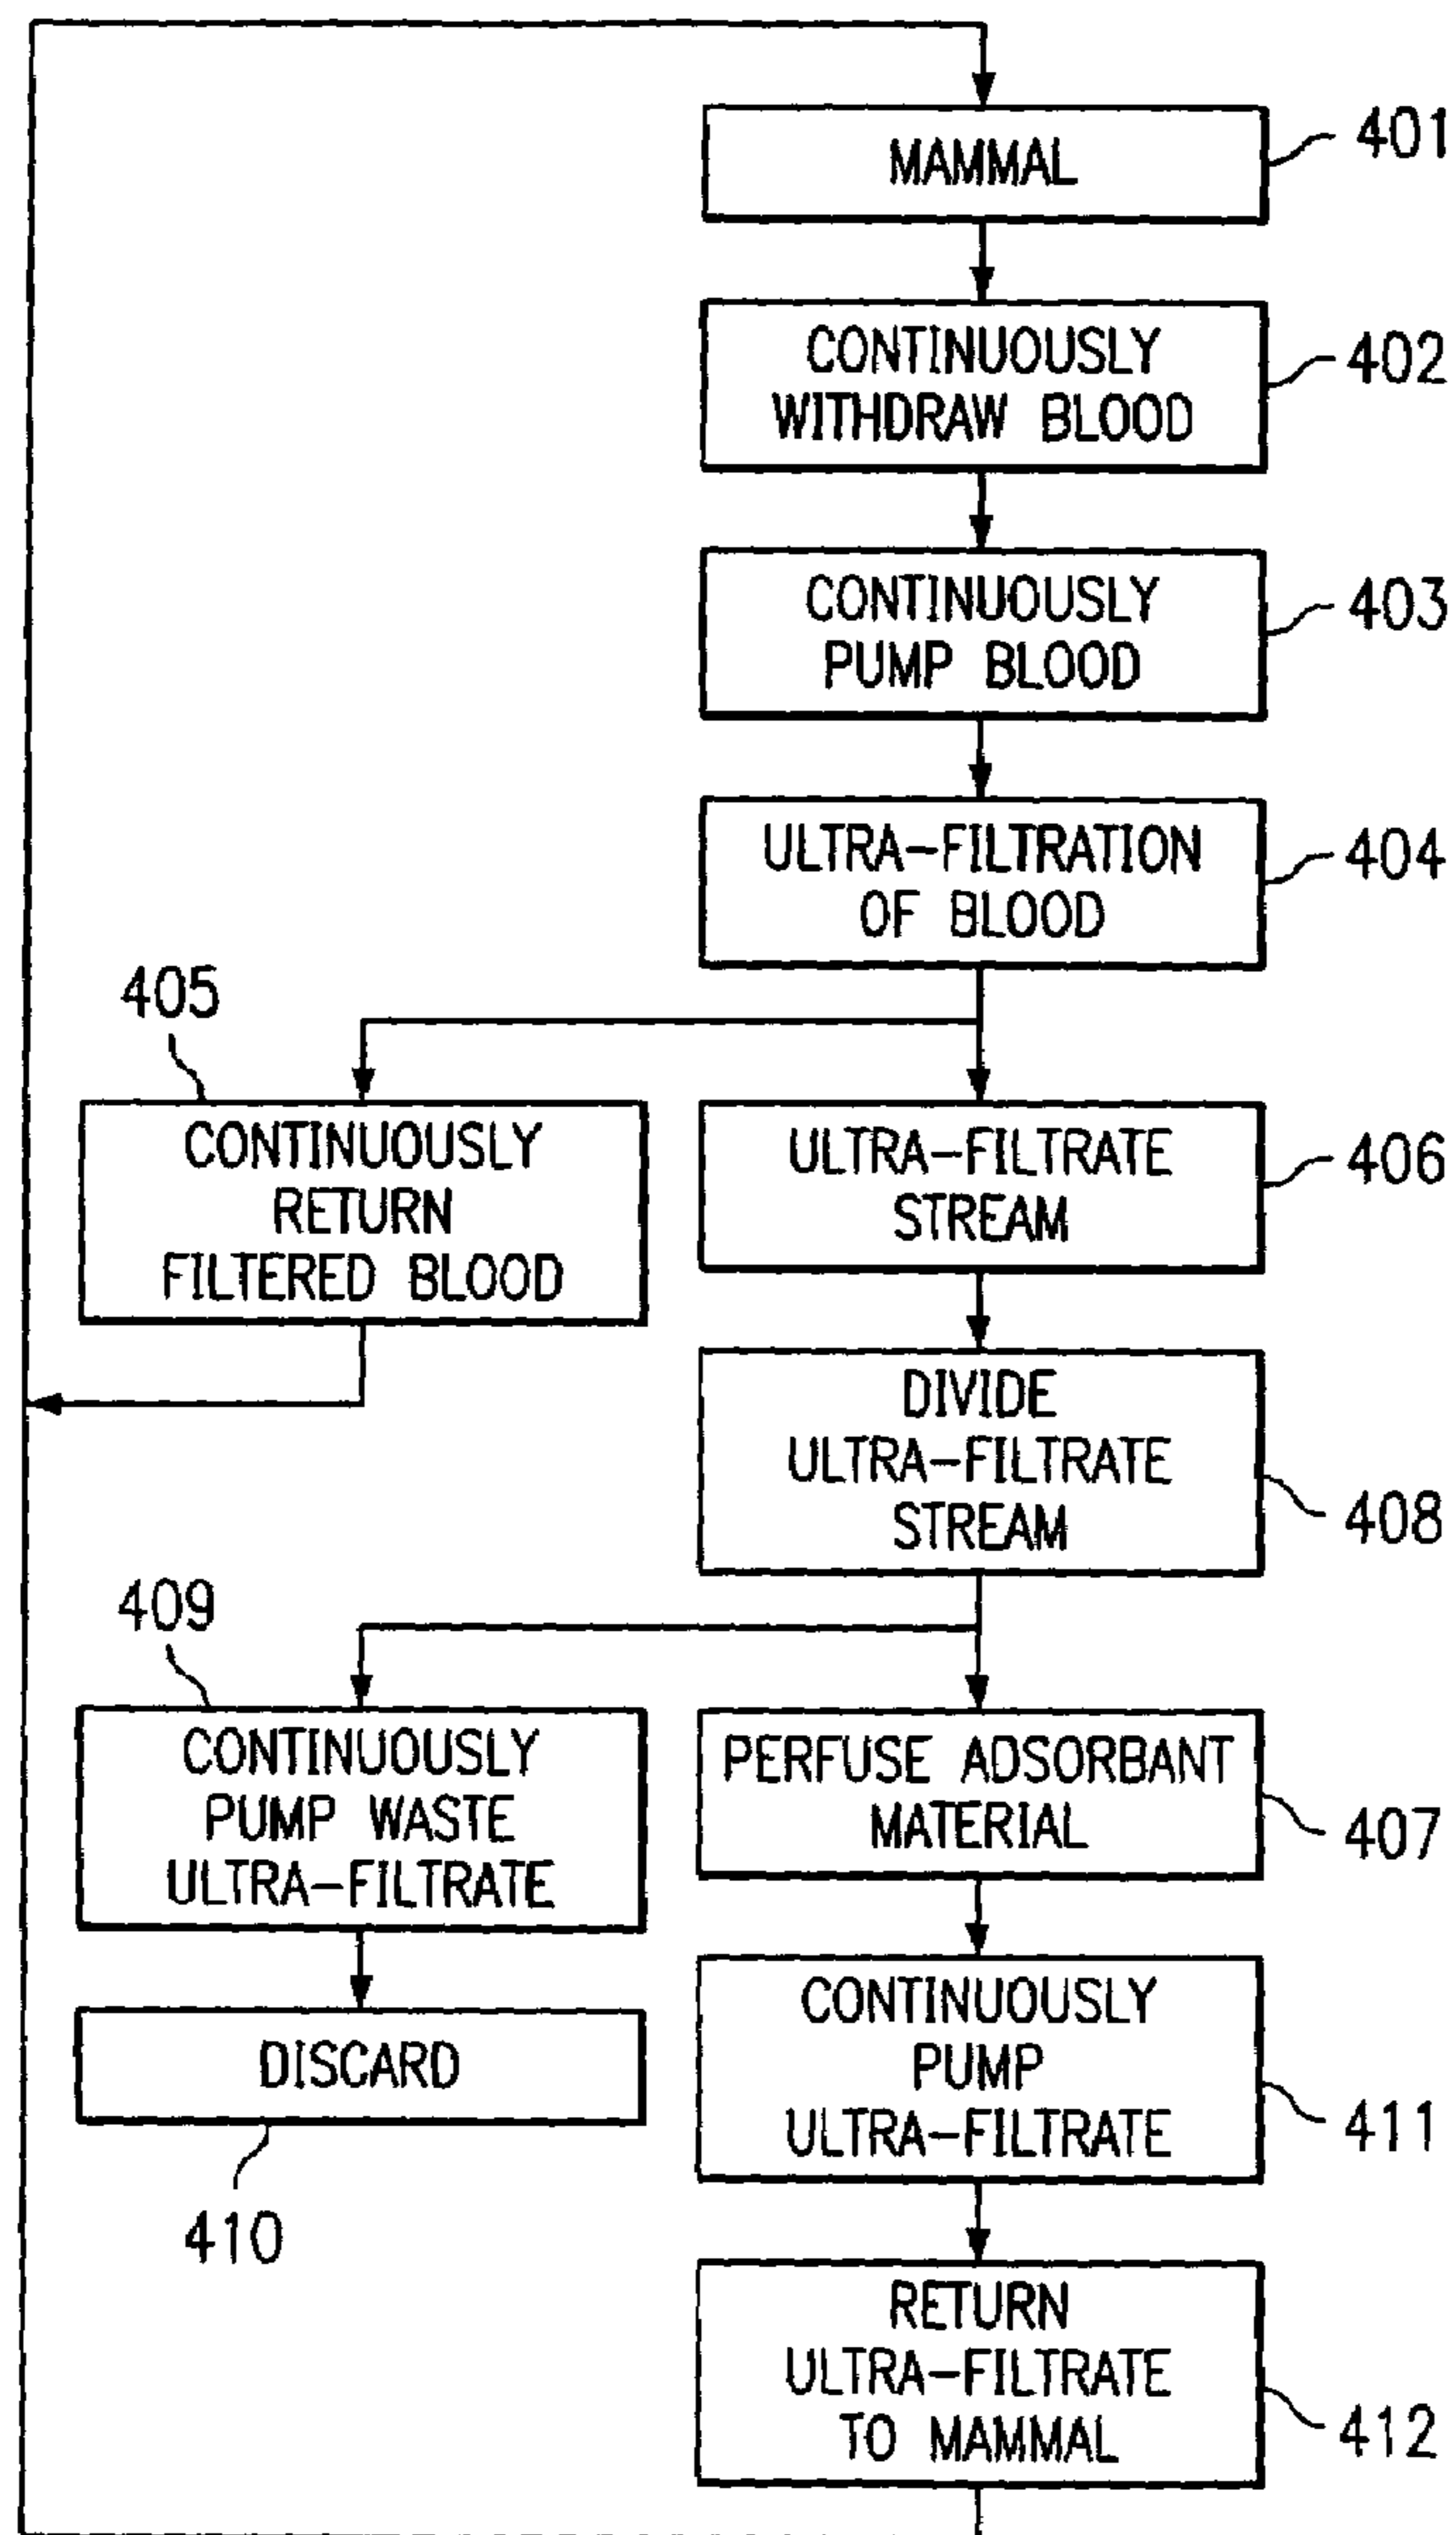 MAMMAL
401
CONTINUOUSLY
WITHDRAW BLOOD
402
CONTINUOUSLY
PUMP BLOOD
403
ULTRA-FILTRATION
OF BLOOD
404
405
CONTINUOUSLY
RETURN
FILTERED BLOOD
ULTRA-FILTRATE
STREAM
406
DIVIDE
ULTRA-FILTRATE
STREAM
408
409
CONTINUOUSLY
PUMP WASTE
ULTRA-FILTRATE
PERFUSE ADSORBANT
MATERIAL
407
DISCARD
410
CONTINUOUSLY
PUMP
ULTRA-FILTRATE
411
RETURN
ULTRA-FILTRATE
TO MAMMAL
412